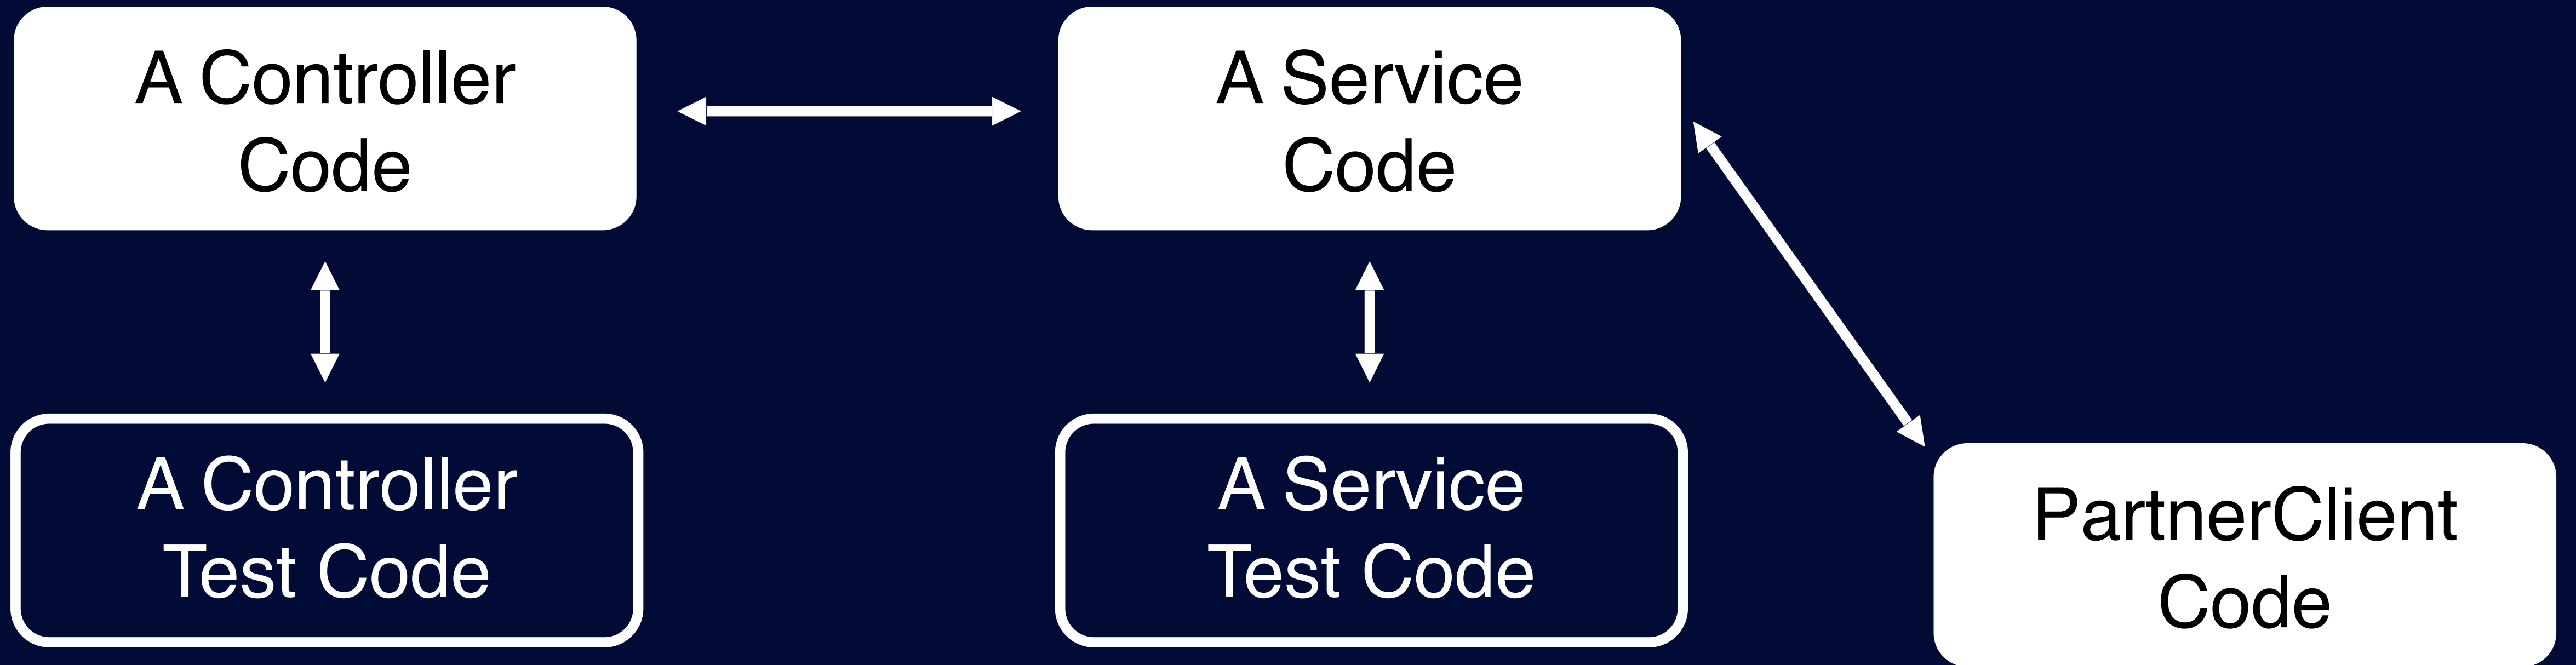 A Controller
Code
A Service
Code
A Controller
Test Code
A Service
Test Code
PartnerClient
Code